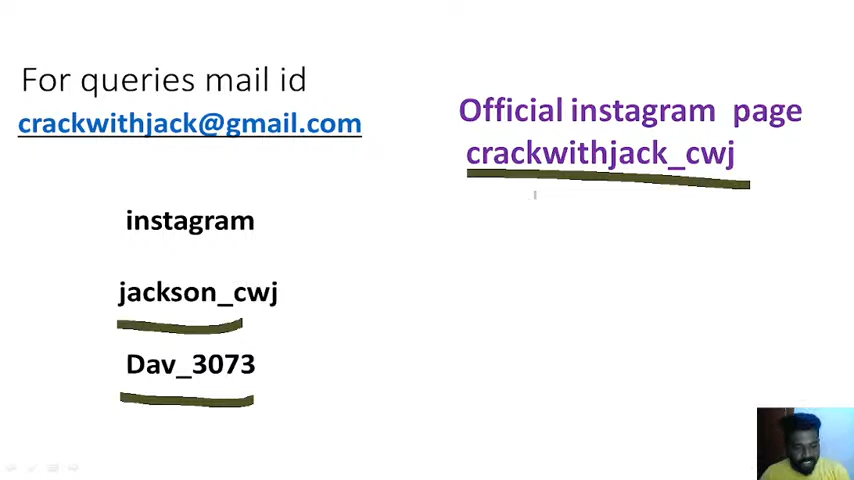 For queries mail id
crackwithjack@gmail.com
Official instagram page
crackwithjack_cwj
instagram
jackson_cwj
Dav_3073